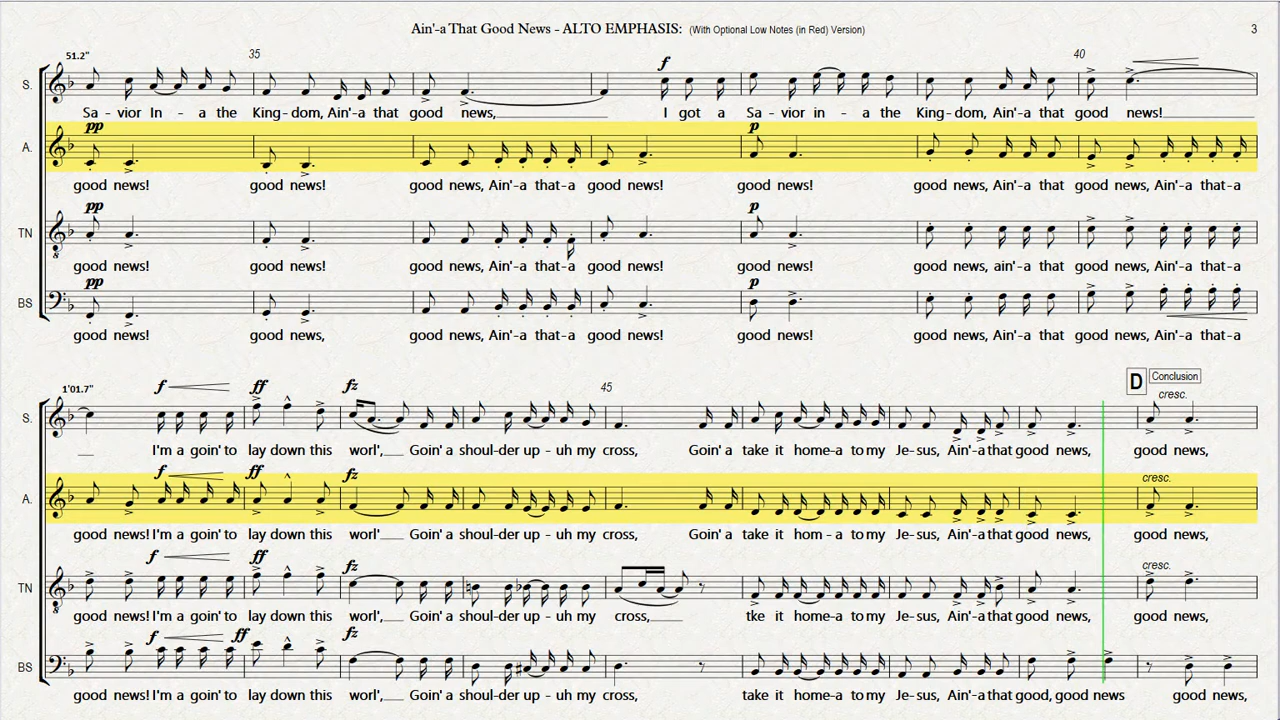 Ain'-a That Good News - ALTO EMPHASIS: (With Optional Low Notes (in Red) Version)
3
51.2"
35
40
f
S.
Sa - vior In - a the King - dom, Ain'-a that good news, I got a Sa - vior in - a the King - dom, Ain'-a that good news!
pp
p
A.
good news! good news! good news, Ain'-a that-a good news! good news! good news, Ain'-a that good news, Ain'-a that-a
pp
p
TN
good news! good news! good news, Ain'-a that-a good news! good news! good news, ain'-a that good news, Ain'-a that-a
pp
p
BS
good news! good news, good news, Ain'-a that-a good news! good news! good news, Ain'-a that good news, Ain'-a that-a
1'01.7"
f
ff
fz
45
D
Conclusion
cresc.
S.
I'm a goin' to lay down this worl', Goin' a shoul-der up - uh my cross, Goin' a take it home-a to my Je-sus, Ain'-a that good news, good news,
f
ff
fz
cresc.
A.
good news! I'm a goin' to lay down this worl' Goin' a shoul-der up - uh my cross, Goin' a take it hom-a to my Je-sus, Ain'-a that good news, good news,
f
ff
fz
cresc.
TN
good news! I'm a goin' to lay down this worl', Goin' a shoul-der up - uh my cross, tke it home-a to my Je-sus, Ain'-a that good news, good news,
f
ff
fz
BS
good news! I'm a goin' to lay down this worl', Goin' a shoul-der up - uh my cross, take it home-a to my Je-sus, Ain'-a that good, good news good news,